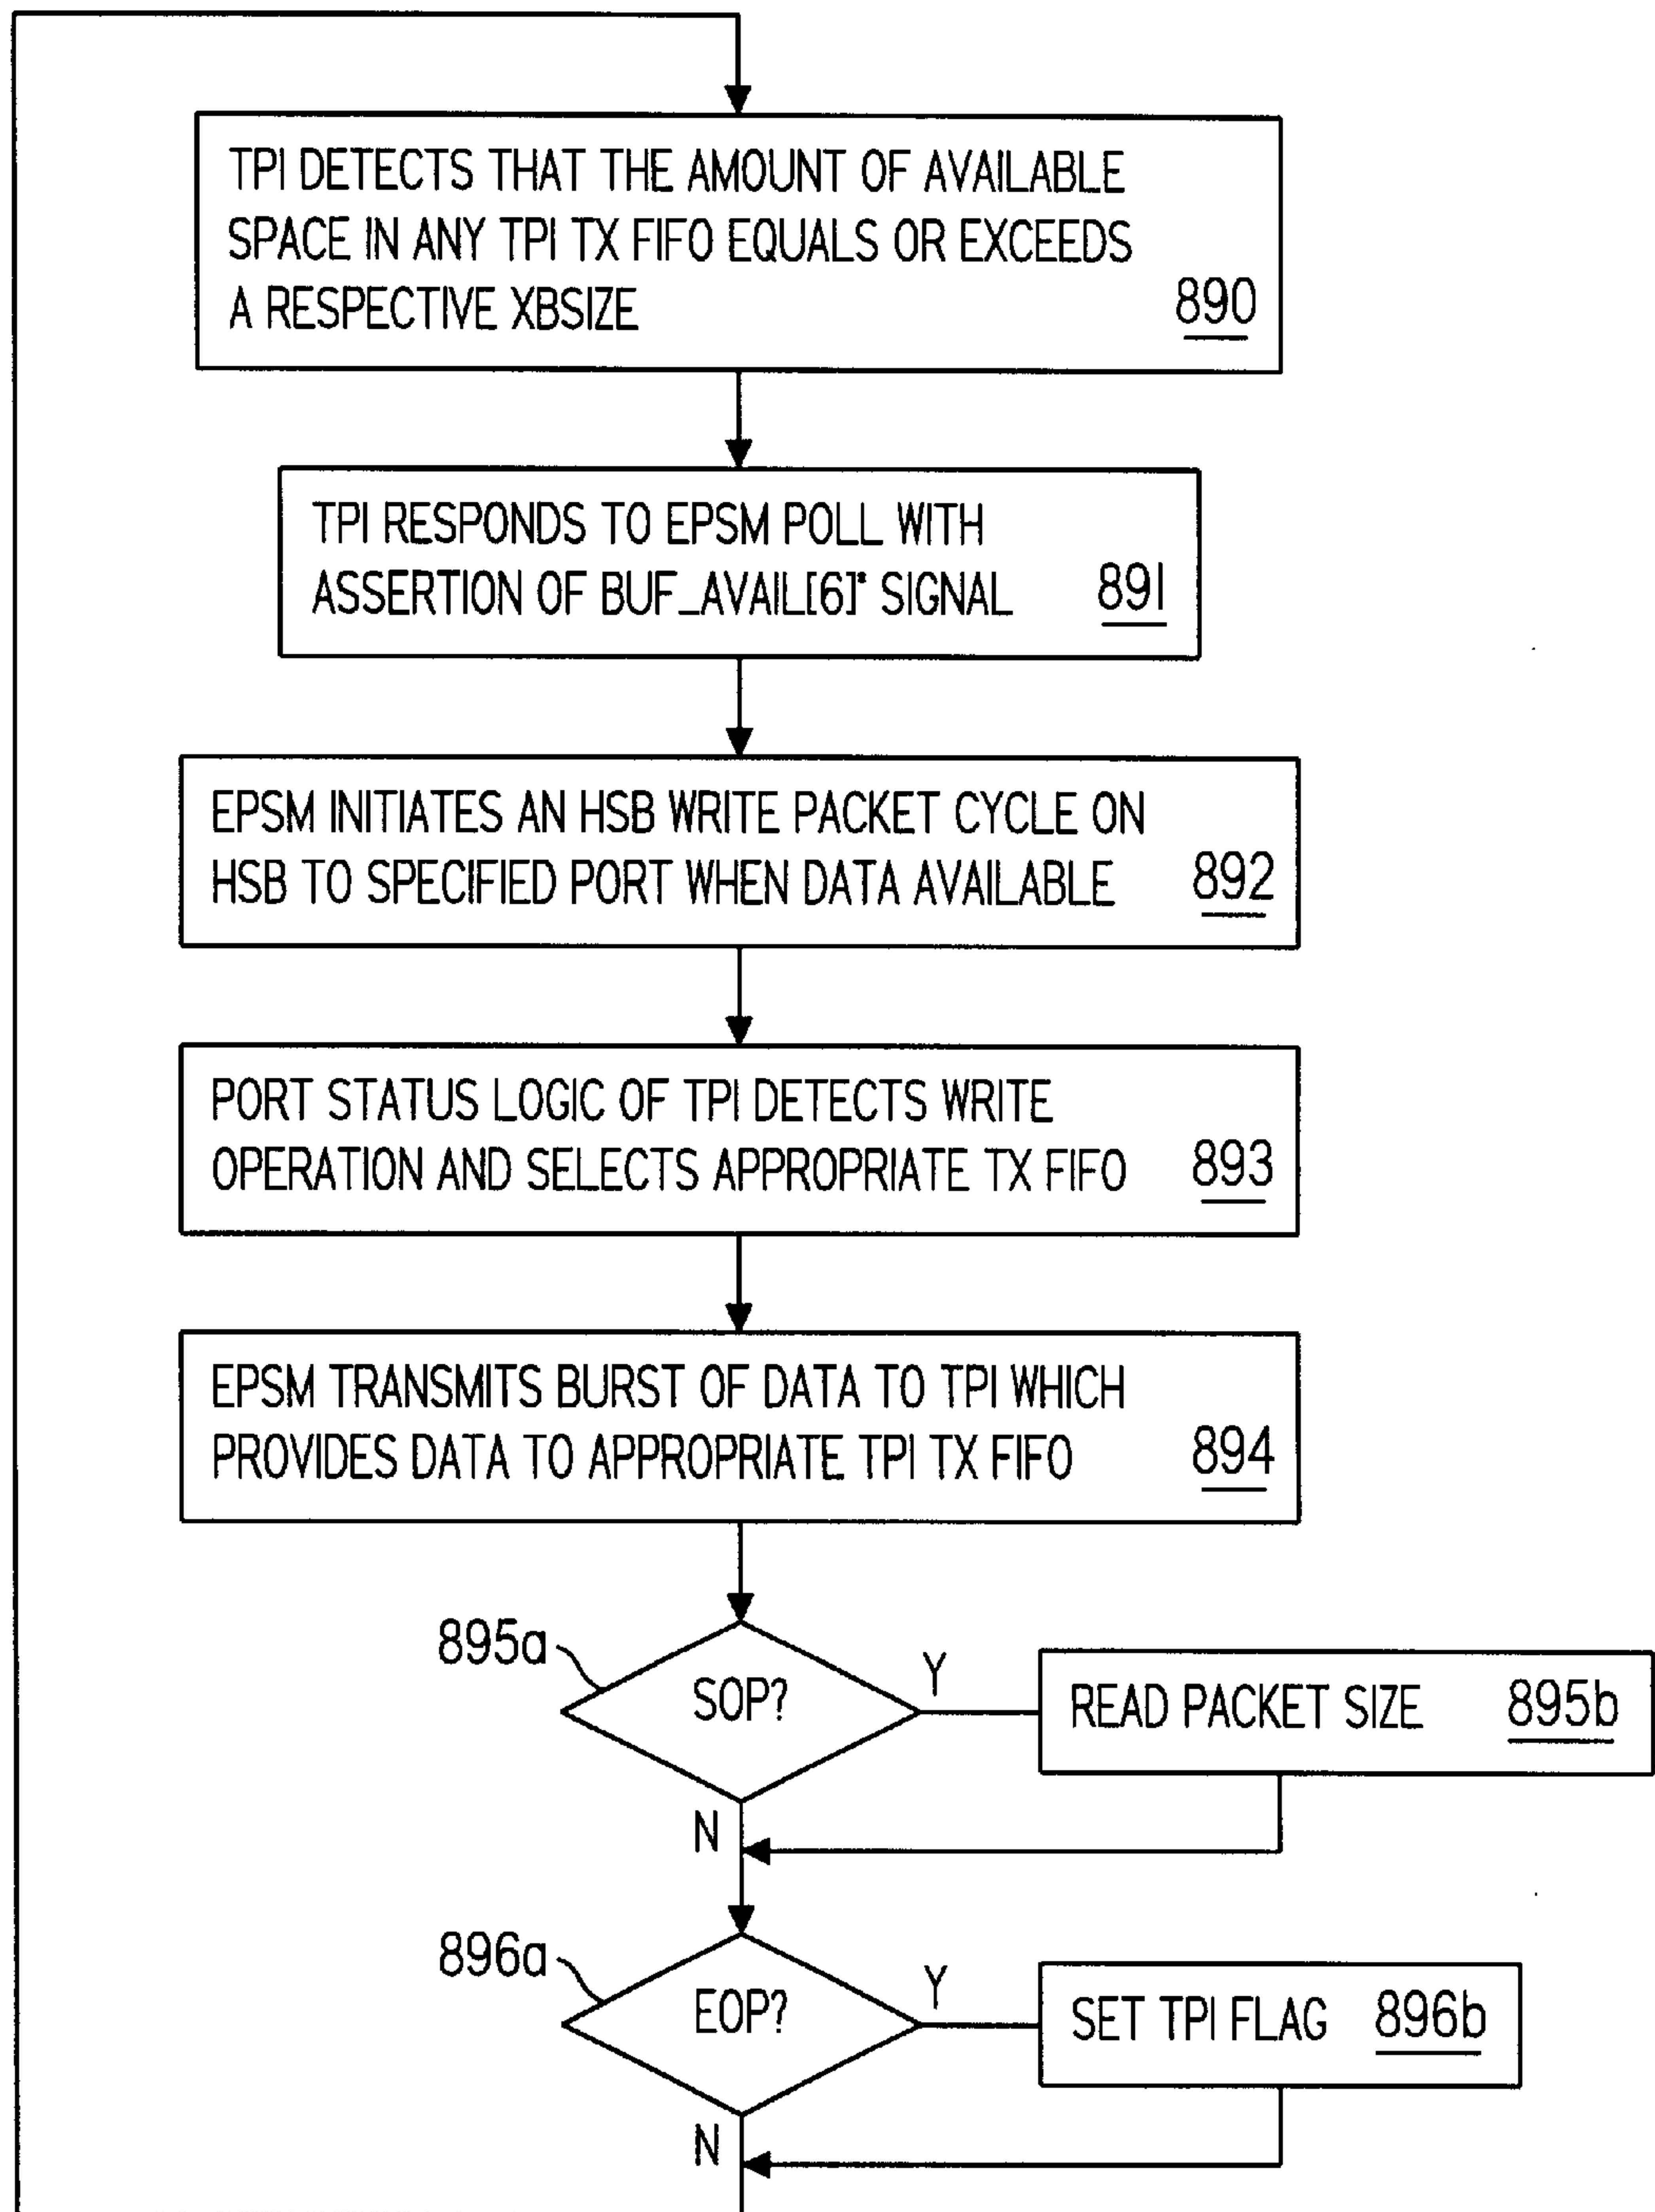 TPI DETECTS THAT THE AMOUNT OF AVAILABLE
SPACE IN ANY TPI TX FIFO EQUALS OR EXCEEDS
A RESPECTIVE XBSIZE 890
TPI RESPONDS TO EPSM POLL WITH
ASSERTION OF BUF_AVAIL[6]* SIGNAL 891
EPSM INITIATES AN HSB WRITE PACKET CYCLE ON
HSB TO SPECIFIED PORT WHEN DATA AVAILABLE 892
PORT STATUS LOGIC OF TPI DETECTS WRITE
OPERATION AND SELECTS APPROPRIATE TX FIFO 893
EPSM TRANSMITS BURST OF DATA TO TPI WHICH
PROVIDES DATA TO APPROPRIATE TPI TX FIFO 894
895a
SOP?
Y
READ PACKET SIZE 895b
N
896a
EOP?
Y
SET TPI FLAG 896b
N